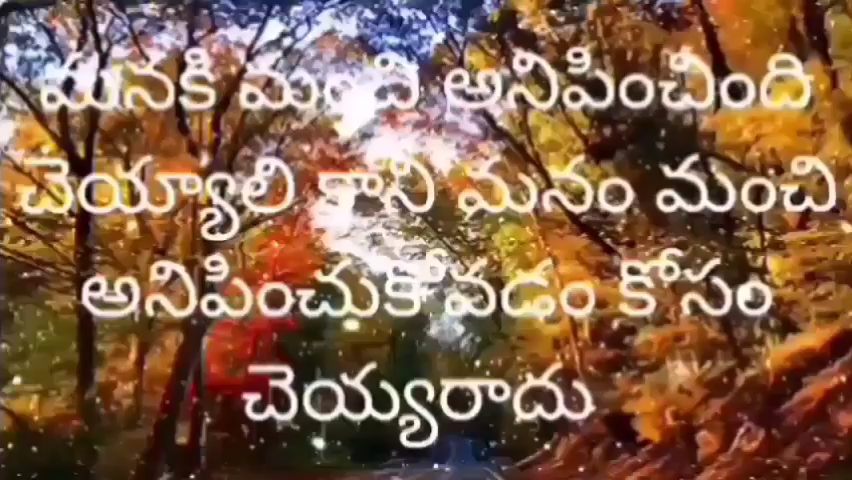 మనకి మంచి అనిపించింది
చెయ్యాలి కాని మనం మంచి
అనిపించుకోవడం కోసం
చెయ్యరాదు